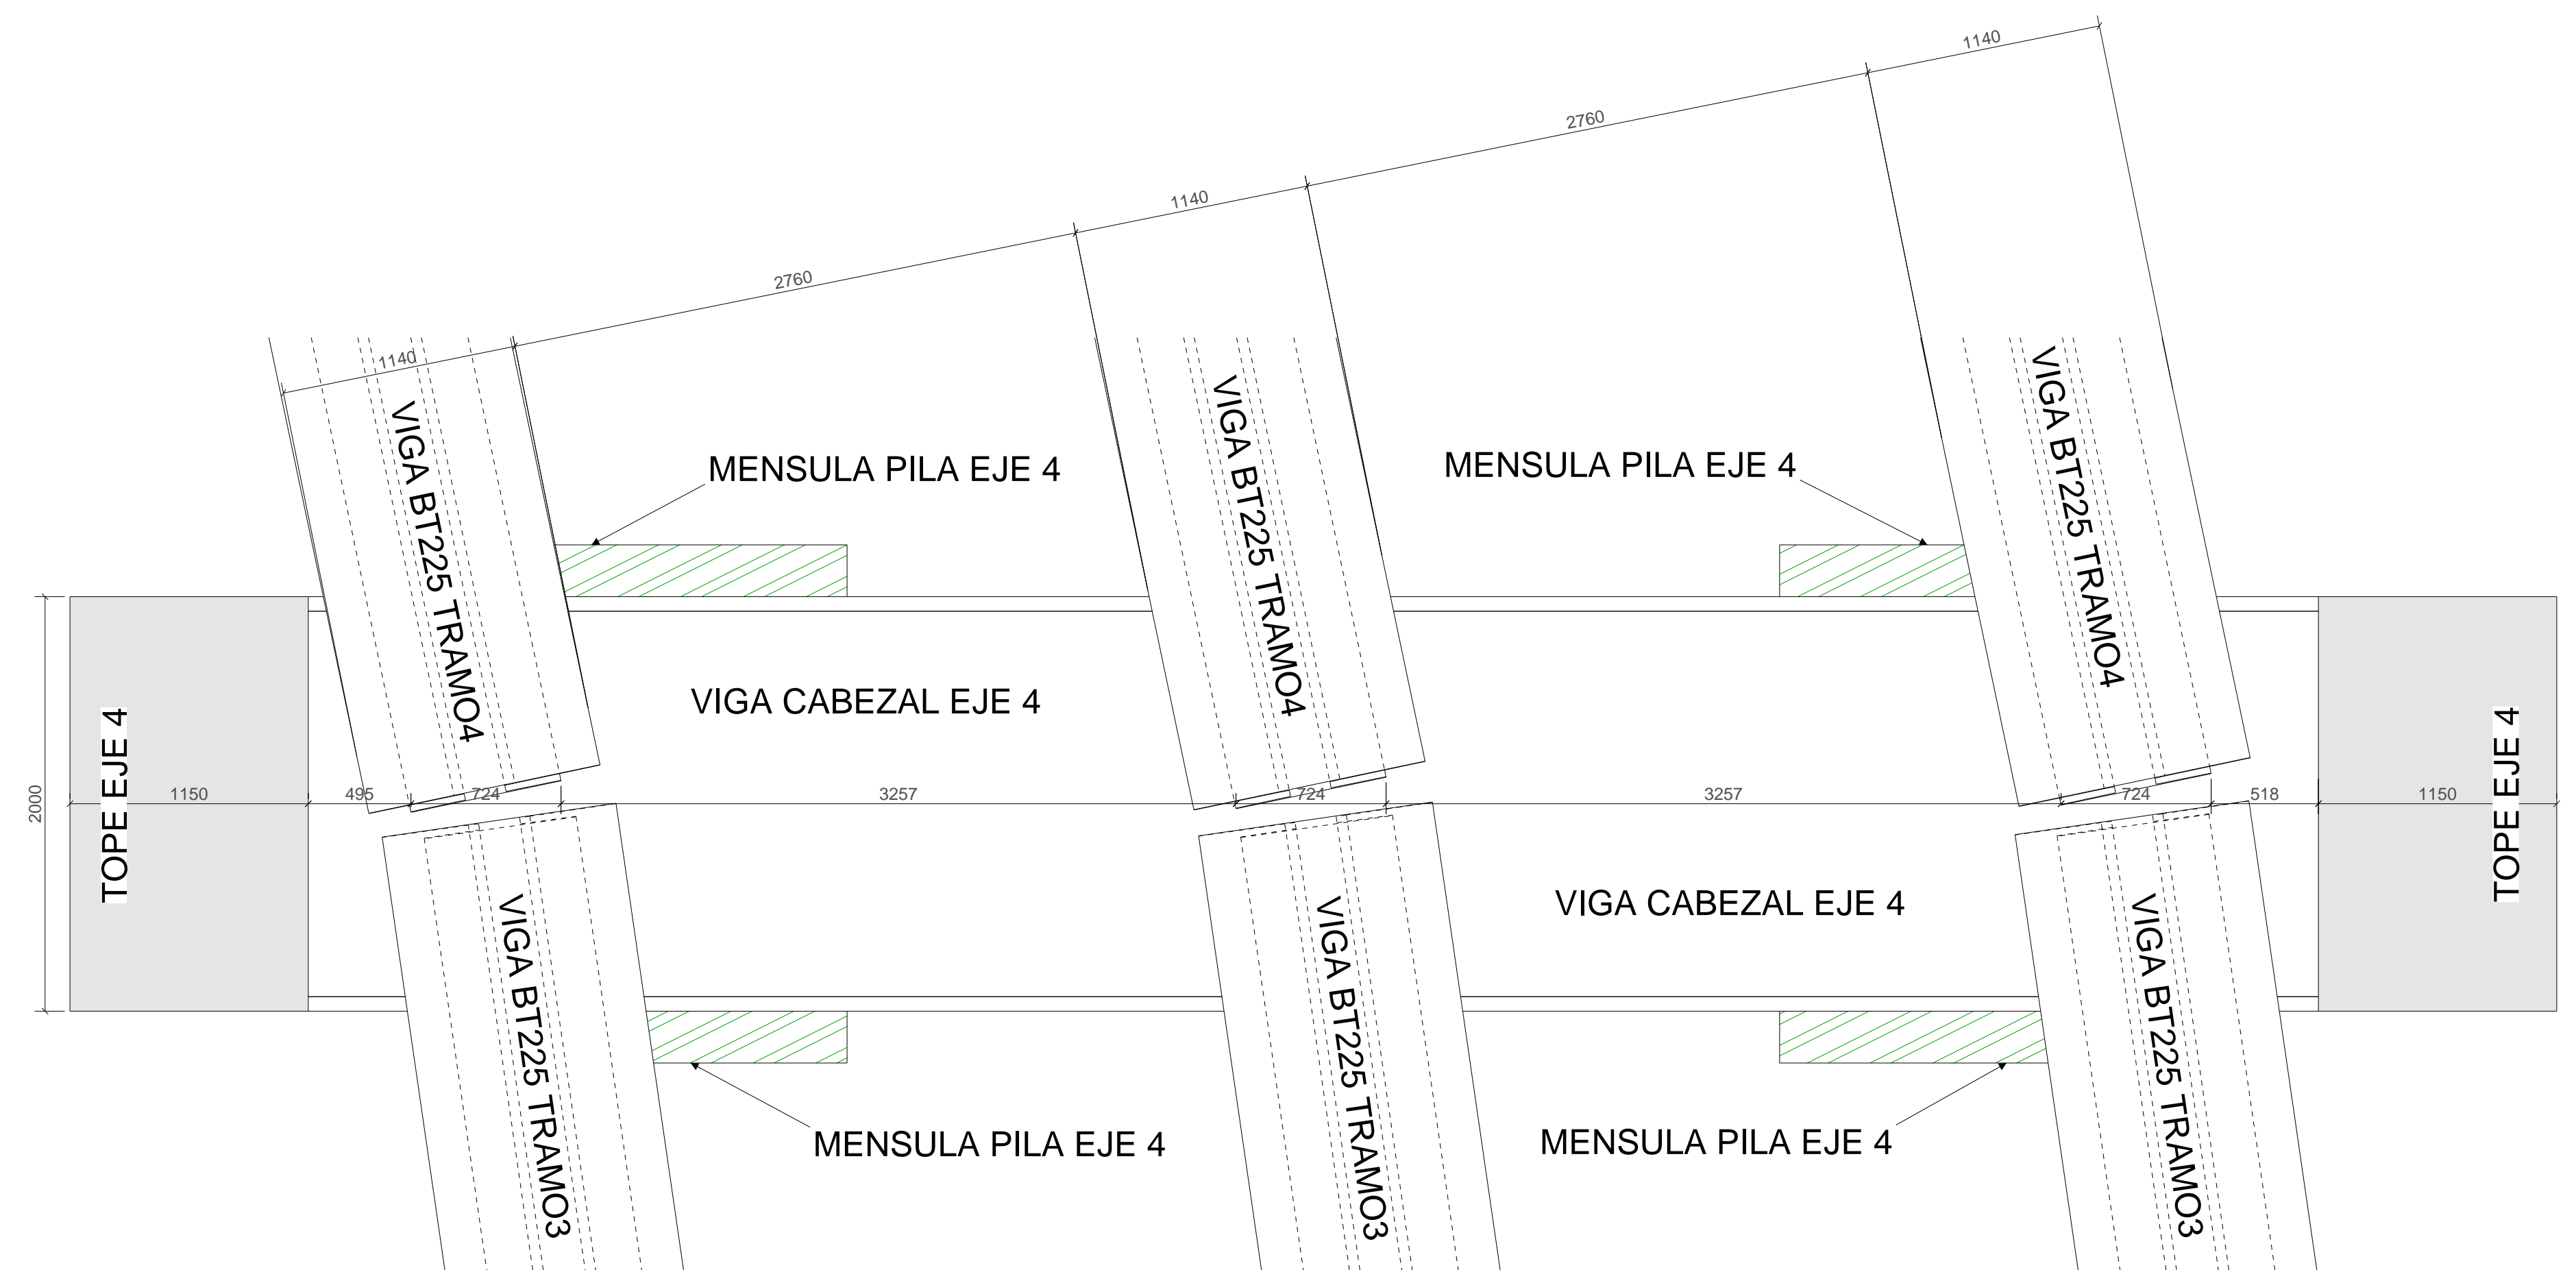 1140
2760
1140
2760
1140
VIGA BT225 TRAMO4
VIGA BT225 TRAMO4
VIGA BT225 TRAMO4
MENSULA PILA EJE 4
MENSULA PILA EJE 4
VIGA CABEZAL EJE 4
TOPE EJE 4
TOPE EJE 4
2000
1150
495
724
3257
724
3257
724
518
1150
VIGA CABEZAL EJE 4
VIGA BT225 TRAMO3
VIGA BT225 TRAMO3
VIGA BT225 TRAMO3
MENSULA PILA EJE 4
MENSULA PILA EJE 4